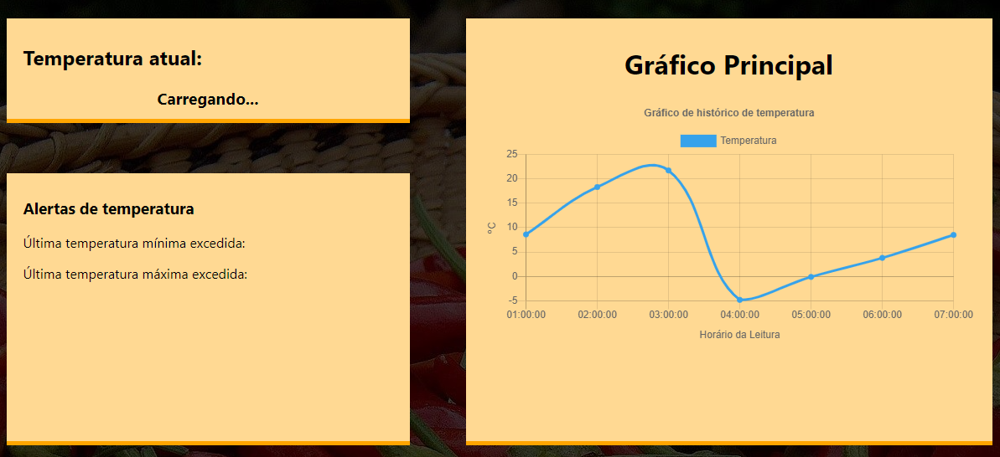 Temperatura atual:
Carregando...
Alertas de temperatura
Última temperatura mínima excedida:
Última temperatura máxima excedida:
Gráfico Principal
Gráfico de histórico de temperatura
Temperatura
25
20
15
10
5
0
-5
ºC
01:00:00 02:00:00 03:00:00 04:00:00 05:00:00 06:00:00 07:00:00
Horário da Leitura